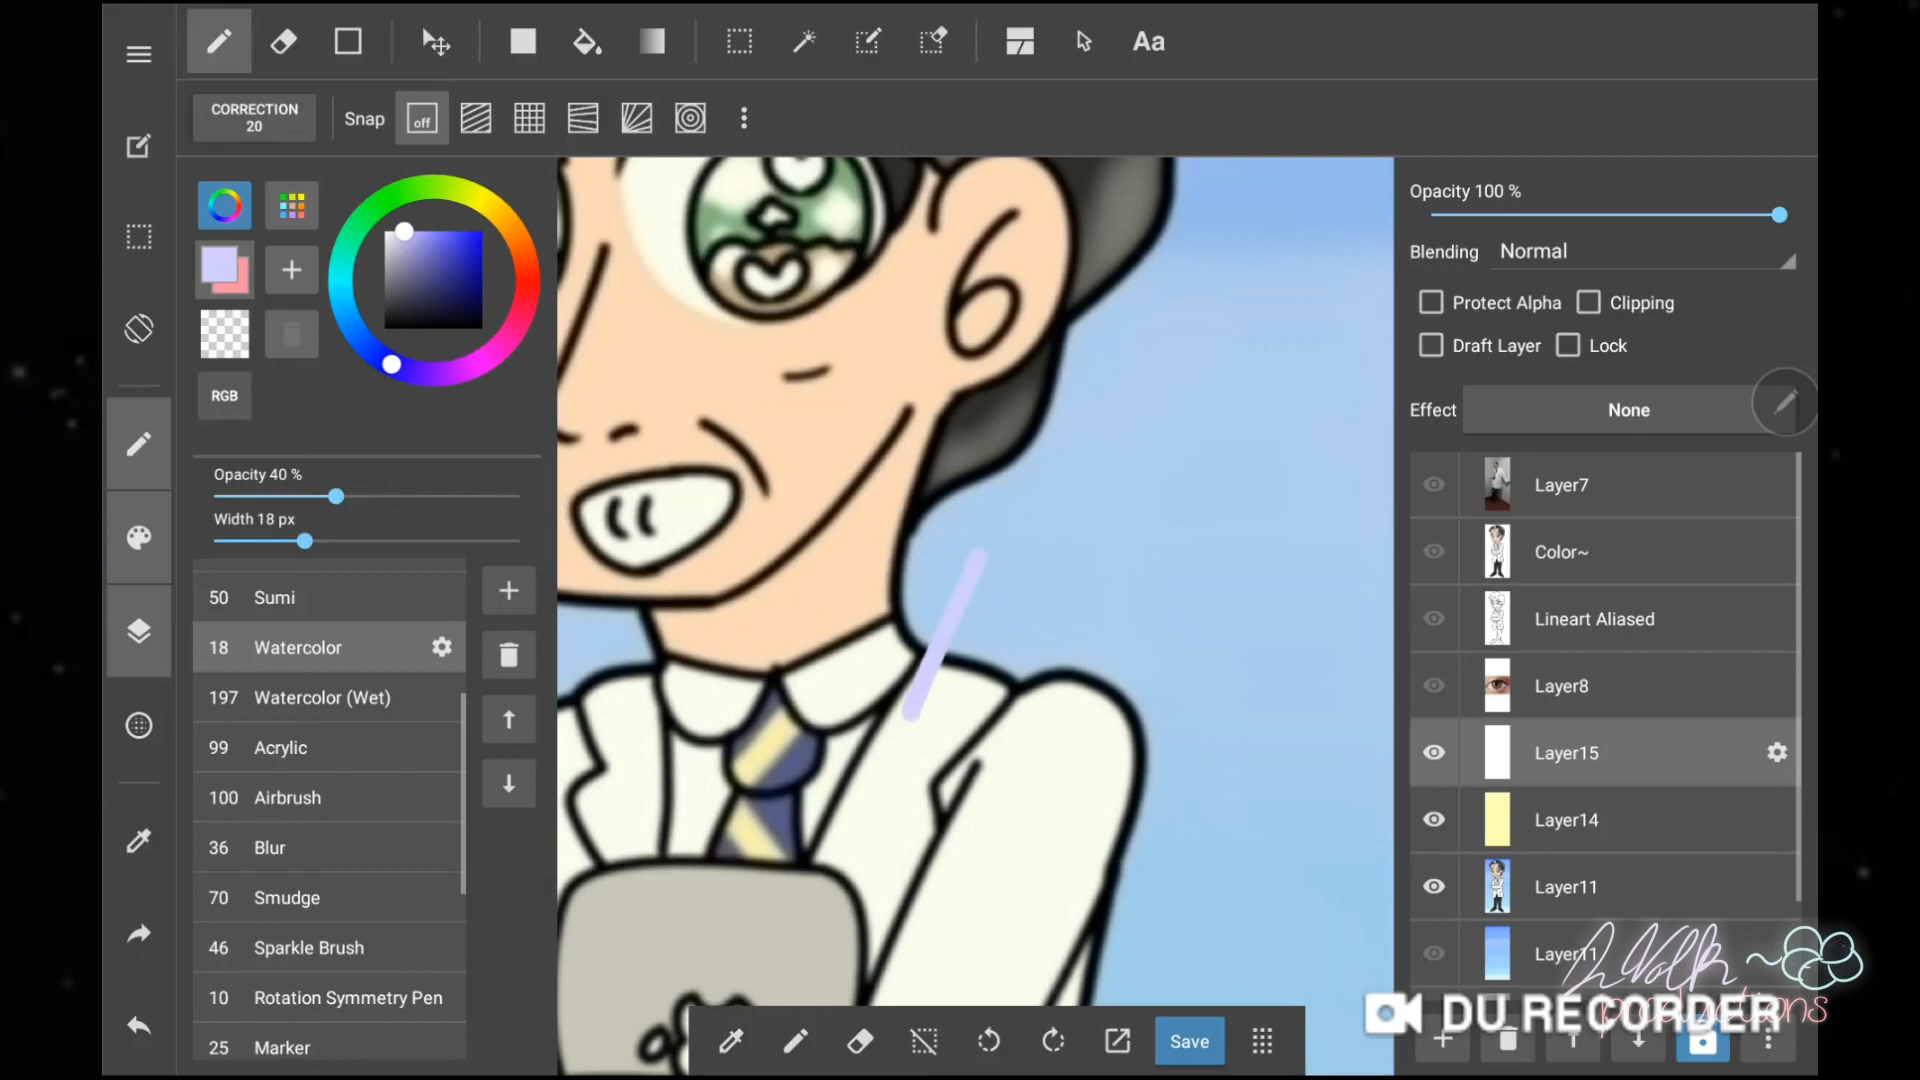 Aa
CORRECTION
20
Snap
off
RGB
Opacity 40 %
Width 18 px
50 Sumi
18 Watercolor
197 Watercolor (Wet)
99 Acrylic
100 Airbrush
36 Blur
70 Smudge
46 Sparkle Brush
10 Rotation Symmetry Pen
25 Marker
Save
Opacity 100 %
Blending Normal
Protect Alpha Clipping
Draft Layer Lock
Effect None
Layer7
Color~
Lineart Aliased
Layer8
Layer15
Layer14
Layer11
Layer11
productions
DU RECORDER